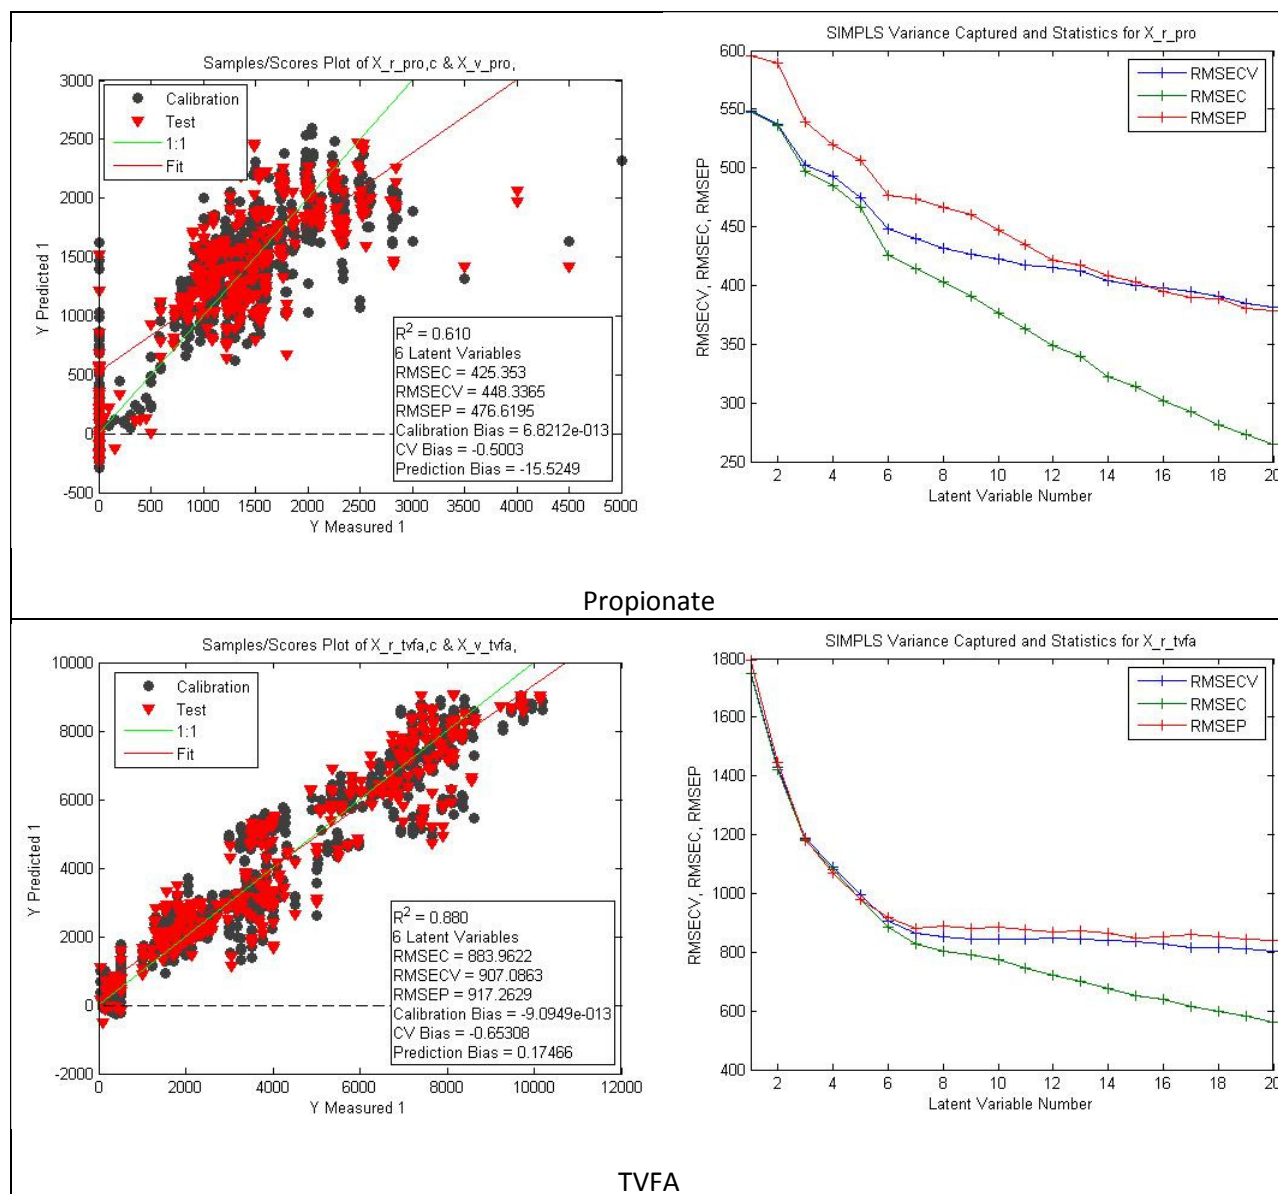 Samples/Scores Plot of X_r_pro,c & X_v_pro,
3000
2500
2000
1500
1000
500
0
-500
Y Predicted 1
Calibration
Test
1:1
Fit
R² = 0.610
6 Latent Variables
RMSEC = 425.353
RMSECV = 448.3365
RMSEP = 476.6195
Calibration Bias = 6.8212e-013
CV Bias = -0.5003
Prediction Bias = -15.5249
0 500 1000 1500 2000 2500 3000 3500 4000 4500 5000
Y Measured 1
SIMPLS Variance Captured and Statistics for X_r_pro
600
550
500
450
400
350
300
250
RMSECV, RMSEC, RMSEP
RMSECV
RMSEC
RMSEP
2 4 6 8 10 12 14 16 18 20
Latent Variable Number
Propionate
Samples/Scores Plot of X_r_tvfa,c & X_v_tvfa,
10000
8000
6000
4000
2000
0
-2000
Y Predicted 1
Calibration
Test
1:1
Fit
R² = 0.880
6 Latent Variables
RMSEC = 883.9622
RMSECV = 907.0863
RMSEP = 917.2629
Calibration Bias = -9.0949e-013
CV Bias = -0.65308
Prediction Bias = 0.17466
0 2000 4000 6000 8000 10000 12000
Y Measured 1
SIMPLS Variance Captured and Statistics for X_r_tvfa
1800
1600
1400
1200
1000
800
600
400
RMSECV, RMSEC, RMSEP
RMSECV
RMSEC
RMSEP
2 4 6 8 10 12 14 16 18 20
Latent Variable Number
TVFA